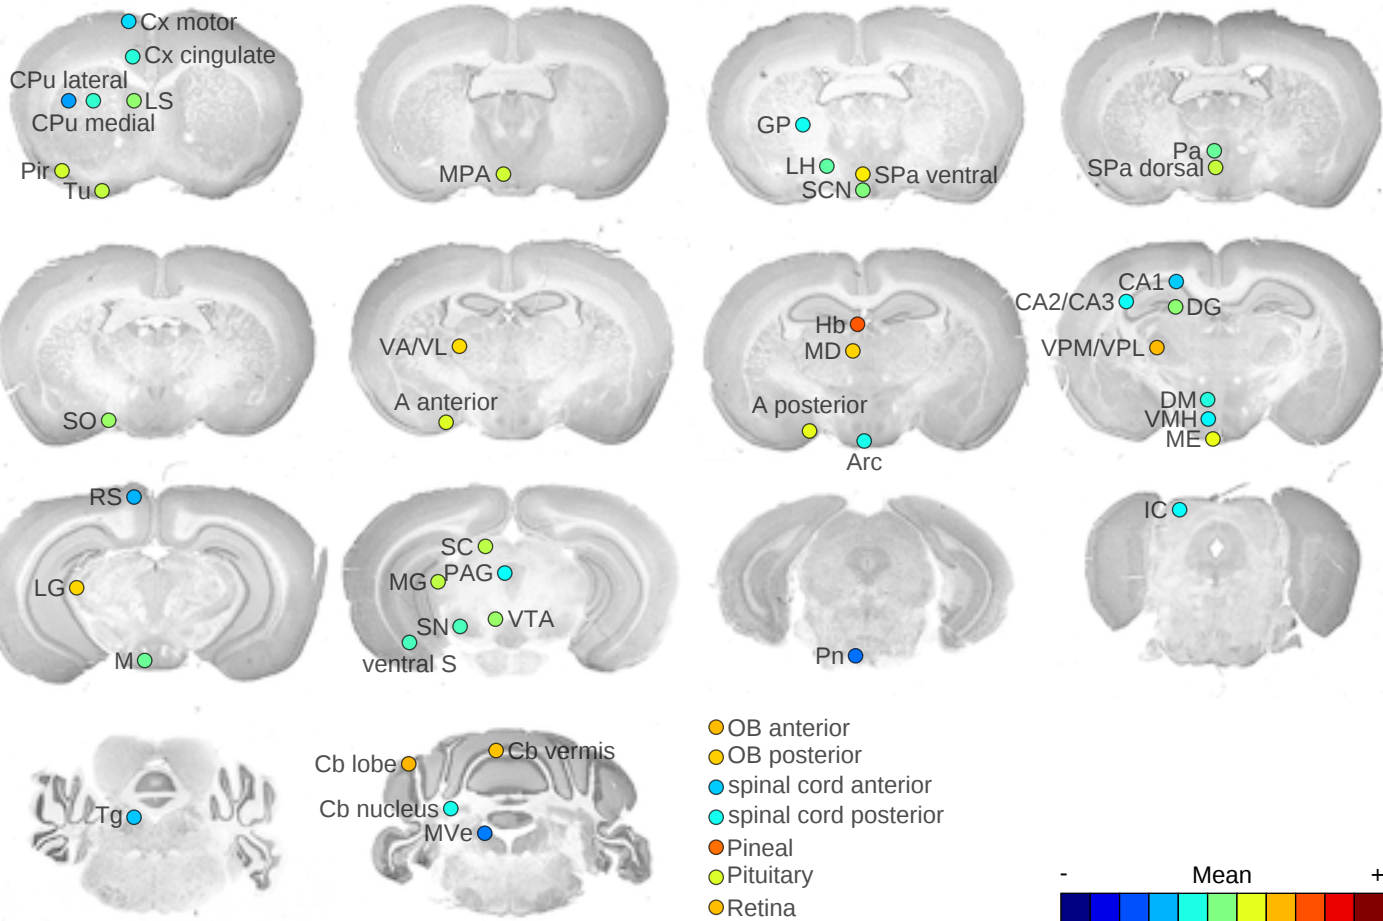 Cx motor
Cx cingulate
CPu lateral
LS
CPu medial
Pir
Tu
MPA
GP
LH
SPa ventral
SCN
Pa
SPa dorsal
SO
VA/VL
A anterior
Hb
MD
A posterior
Arc
CA1
CA2/CA3
DG
VPM/VPL
DM
VMH
ME
RS
LG
M
SC
PAG
MG
VTA
SN
ventral S
Pn
IC
Tg
Cb vermis
Cb lobe
Cb nucleus
MVe
OB anterior
OB posterior
spinal cord anterior
spinal cord posterior
Pineal
Pituitary
Retina
- Mean +